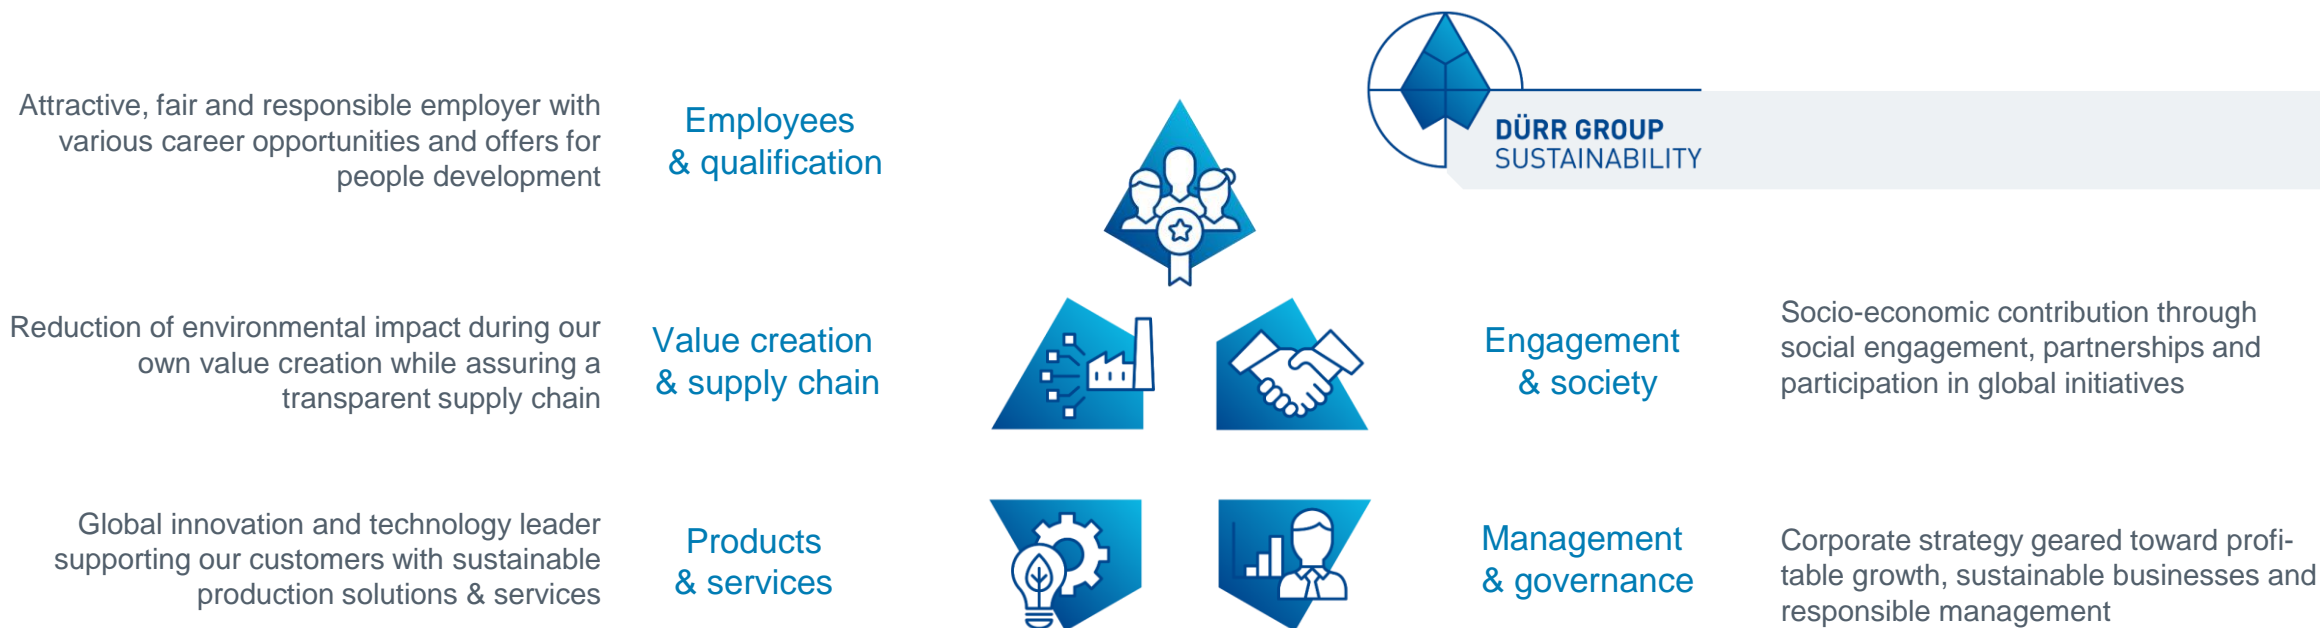 DÜRR GROUP
SUSTAINABILITY
Attractive, fair and responsible employer with
various career opportunities and offers for
people development
Employees
& qualification
Reduction of environmental impact during our
own value creation while assuring a
transparent supply chain
Value creation
& supply chain
Engagement
& society
Socio-economic contribution through
social engagement, partnerships and
participation in global initiatives
Global innovation and technology leader
supporting our customers with sustainable
production solutions & services
Products
& services
Management
& governance
Corporate strategy geared toward profi-
table growth, sustainable businesses and
responsible management